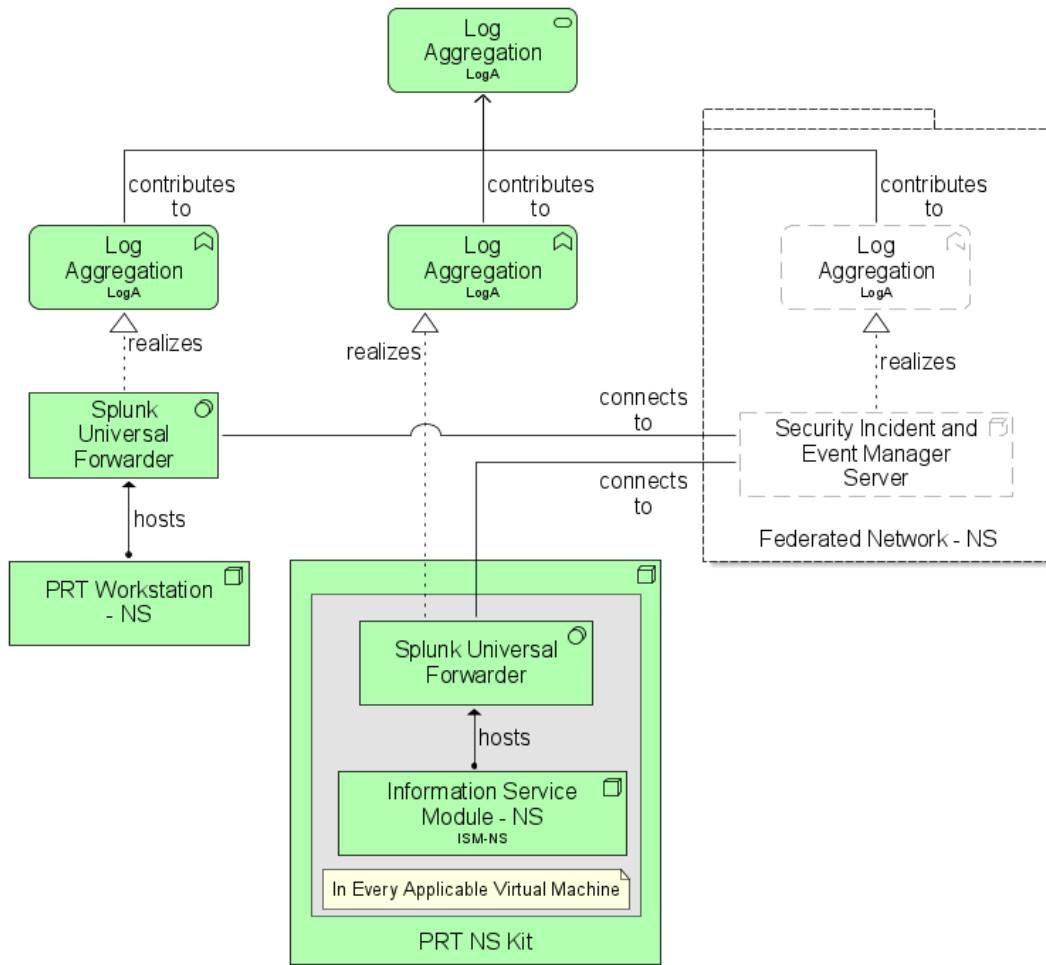 Log
Aggregation
LogA
contributes
to
contributes
to
contributes
to
Log
Aggregation
LogA
Log
Aggregation
LogA
Log
Aggregation
LogA
realizes
realizes
realizes
Splunk
Universal
Forwarder
connects
to
Security Incident and
Event Manager
Server
connects
to
hosts
Federated Network - NS
PRT Workstation
- NS
Splunk Universal
Forwarder
hosts
Information Service
Module - NS
ISM-NS
In Every Applicable Virtual Machine
PRT NS Kit